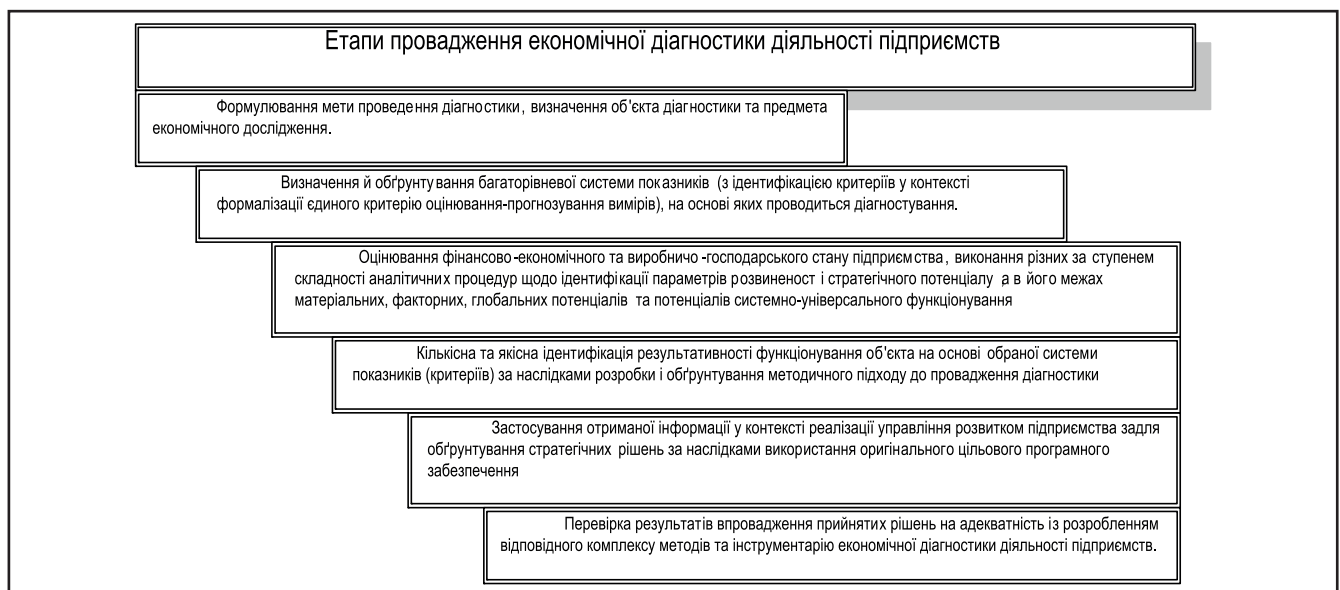 Етапи провадження економічної діагностики діяльності підприємств
Формулювання мети проведення діагностики, визначення об'єкта діагностики та предмета
економічного дослідження.
Визначення й обґрунтування багаторівневої системи показників (з ідентифікацією критеріїв у контексті
формалізації єдиного критерію оцінювання-прогнозування вимірів), на основі яких проводиться діагностування.
Оцінювання фінансово-економічного та виробничо-господарського стану підприємства, виконання різних за ступенем
складності аналітичних процедур щодо ідентифікації параметрів розвиненості стратегічного потенціалу а в його межах
матеріальних, факторних, глобальних потенціалів та потенціалів системно-універсального функціонування
Кількісна та якісна ідентифікація результативності функціонування об'єкта на основі обраної системи
показників (критеріїв) за наслідками розробки і обґрунтування методичного підходу до провадження діагностики
Застосування отриманої інформації у контексті реалізації управління розвитком підприємства задля
обґрунтування стратегічних рішень за наслідками використання оригінального цільового програмного
забезпечення
Перевірка результатів впровадження прийнятих рішень на адекватність із розробленням
відповідного комплексу методів та інструментарію економічної діагностики діяльності підприємств.